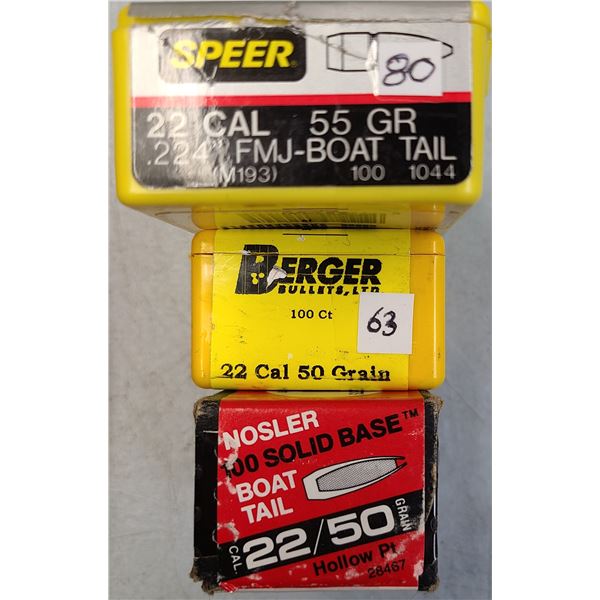 SPEER
80
22 CAL 55 GR
.224" FMJ-BOAT TAIL
(M193) 100 1044
BERGER
BULLETS, LTD
100 Ct
63
22 Cal 50 Grain
NOSLER
100 SOLID BASE™
BOAT
TAIL
CAL. 22/50 GRAIN
Hollow Pt
28467